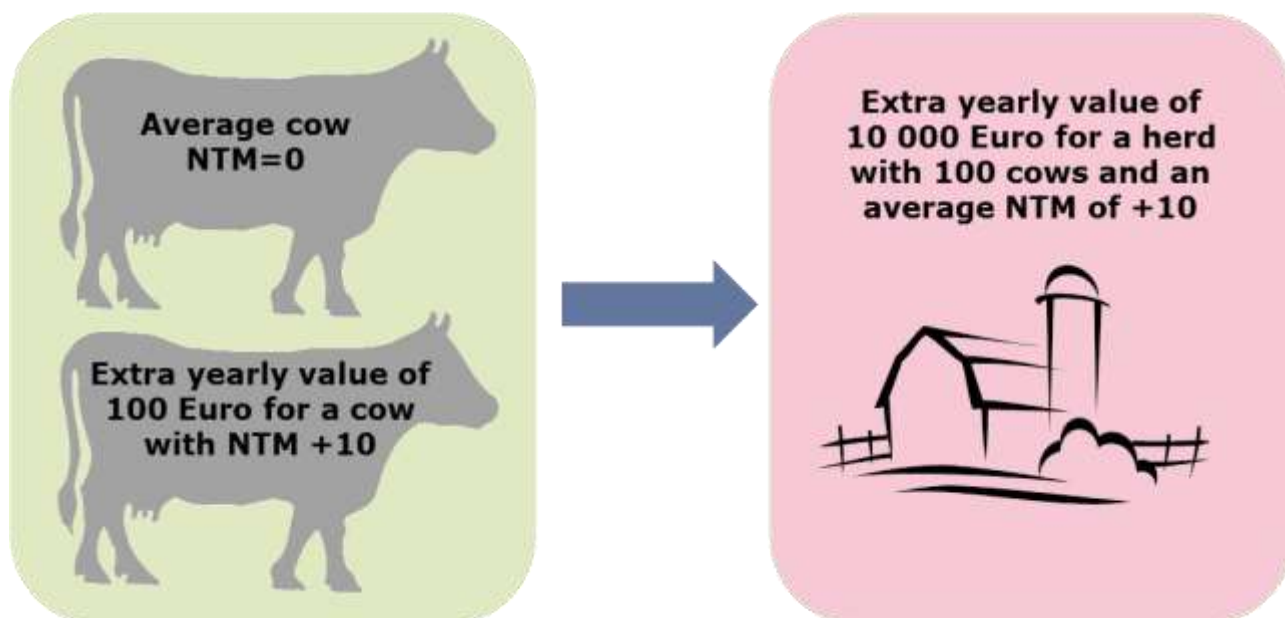 Average cow
NTM=0
Extra yearly value of
100 Euro for a cow
with NTM +10
Extra yearly value of
10 000 Euro for a herd
with 100 cows and an
average NTM of +10